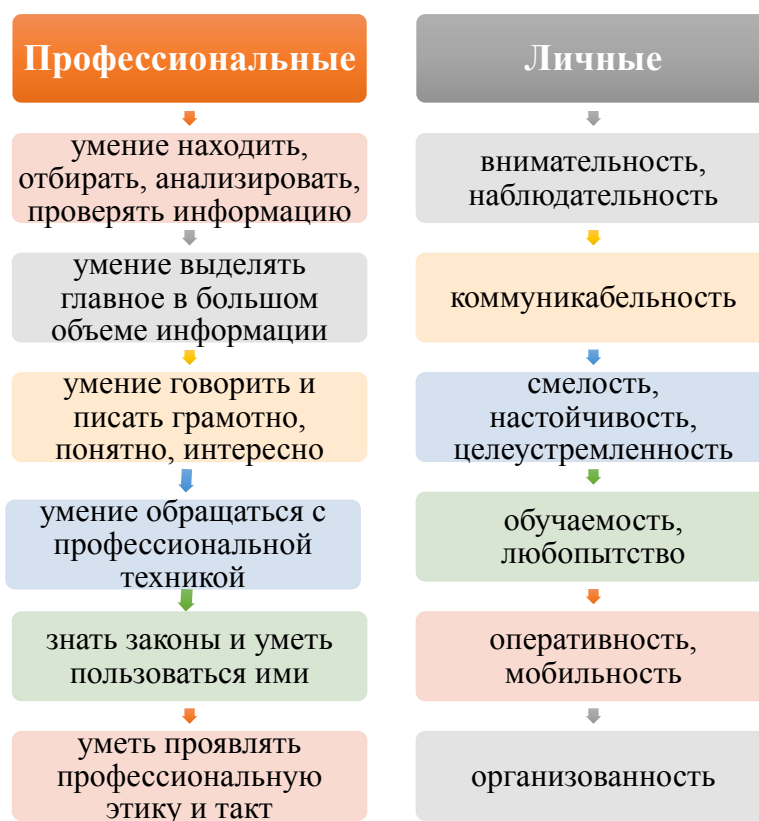 Профессиональные
умение находить,
отбирать, анализировать,
проверять информацию
умение выделять
главное в большом
объеме информации
умение говорить и
писать грамотно,
понятно, интересно
умение обращаться с
профессиональной
техникой
знать законы и уметь
пользоваться ими
уметь проявлять
профессиональную
этику и такт
Личные
внимательность,
наблюдательность
коммуникабельность
смелость,
настойчивость,
целеустремленность
обучаемость,
любопытство
оперативность,
мобильность
организованность